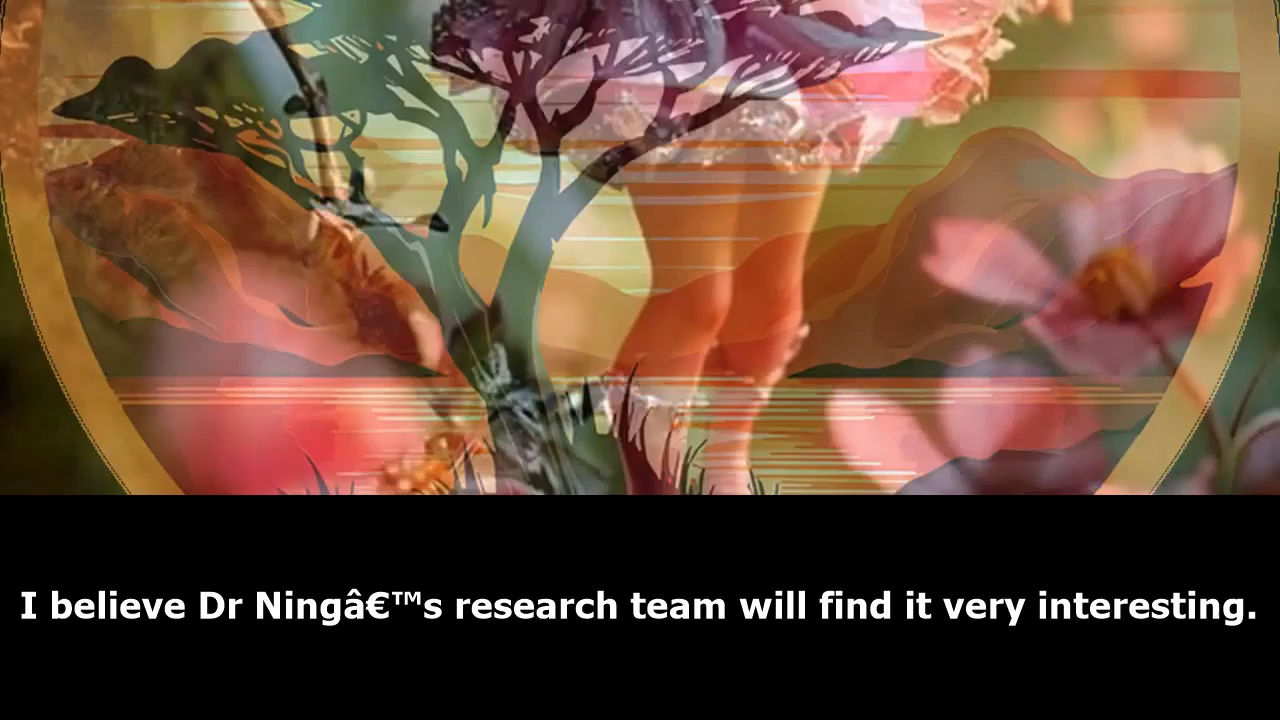 I believe Dr Ningâ€™s research team will find it very interesting.